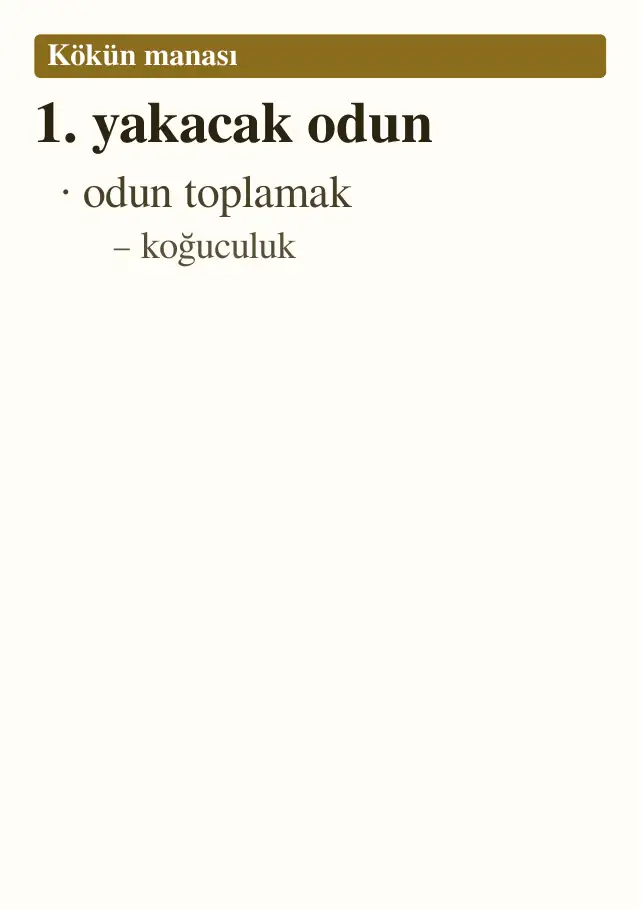 Kökün manası
1. yakacak odun
· odun toplamak
– koğuculuk